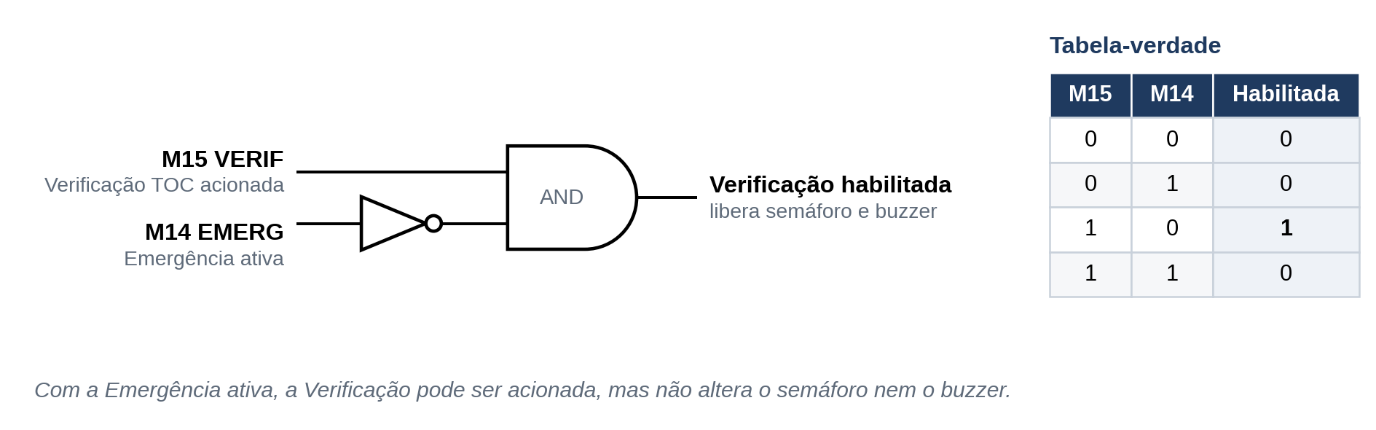 Tabela-verdade
M15 M14 Habilitada
0 0 0
0 1 0
1 0 1
1 1 0
M15 VERIF
Verificação TOC acionada
M14 EMERG
Emergência ativa
AND
Verificação habilitada
libera semáforo e buzzer
Com a Emergência ativa, a Verificação pode ser acionada, mas não altera o semáforo nem o buzzer.